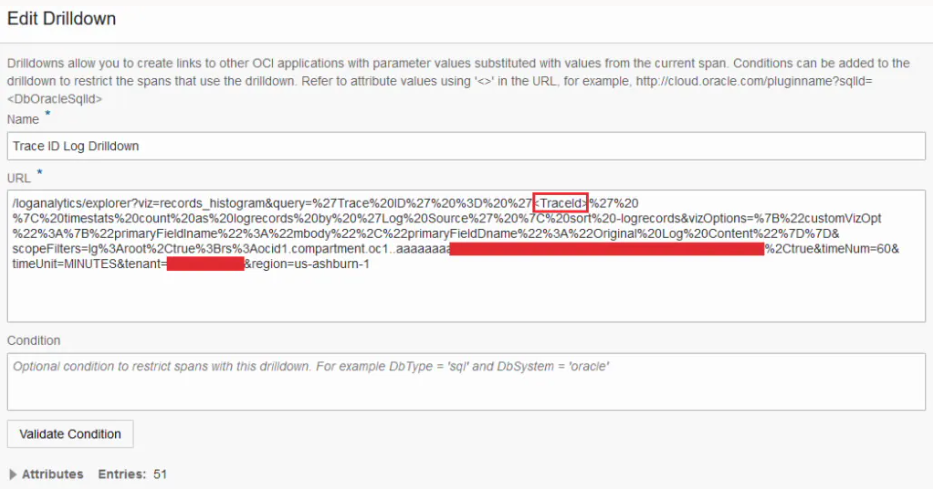 Edit Drilldown
Drilldowns allow you to create links to other OCI applications with parameter values substituted with values from the current span. Conditions can be added to the
drilldown to restrict the spans that use the drilldown. Refer to attribute values using '<>' in the URL, for example, http://cloud.oracle.com/pluginname?sqlId=
<DbOracleSqlId>
Name *
Trace ID Log Drilldown
URL *
/loganalytics/explorer?viz=records_histogram&query=%27Trace%20ID%27%20%3D%20%27<TraceId>%27%20
%7C%20timestats%20count%20as%20logrecords%20by%20%27Log%20Source%27%20%7C%20sort%20-logrecords&vizOptions=%7B%22customVizOpt
%22%3A%7B%22primaryFieldIname%22%3A%22mbody%22%2C%22primaryFieldDname%22%3A%22Original%20Log%20Content%22%7D%7D&
scopeFilters=lg%3Aroot%2Ctrue%3Brs%3Aocid1.compartment.oc1..aaaaaaaa %2Ctrue&timeNum=60&
timeUnit=MINUTES&tenant= &region=us-ashburn-1
Condition
Optional condition to restrict spans with this drilldown. For example DbType = 'sql' and DbSystem = 'oracle'
Validate Condition
Attributes Entries: 51